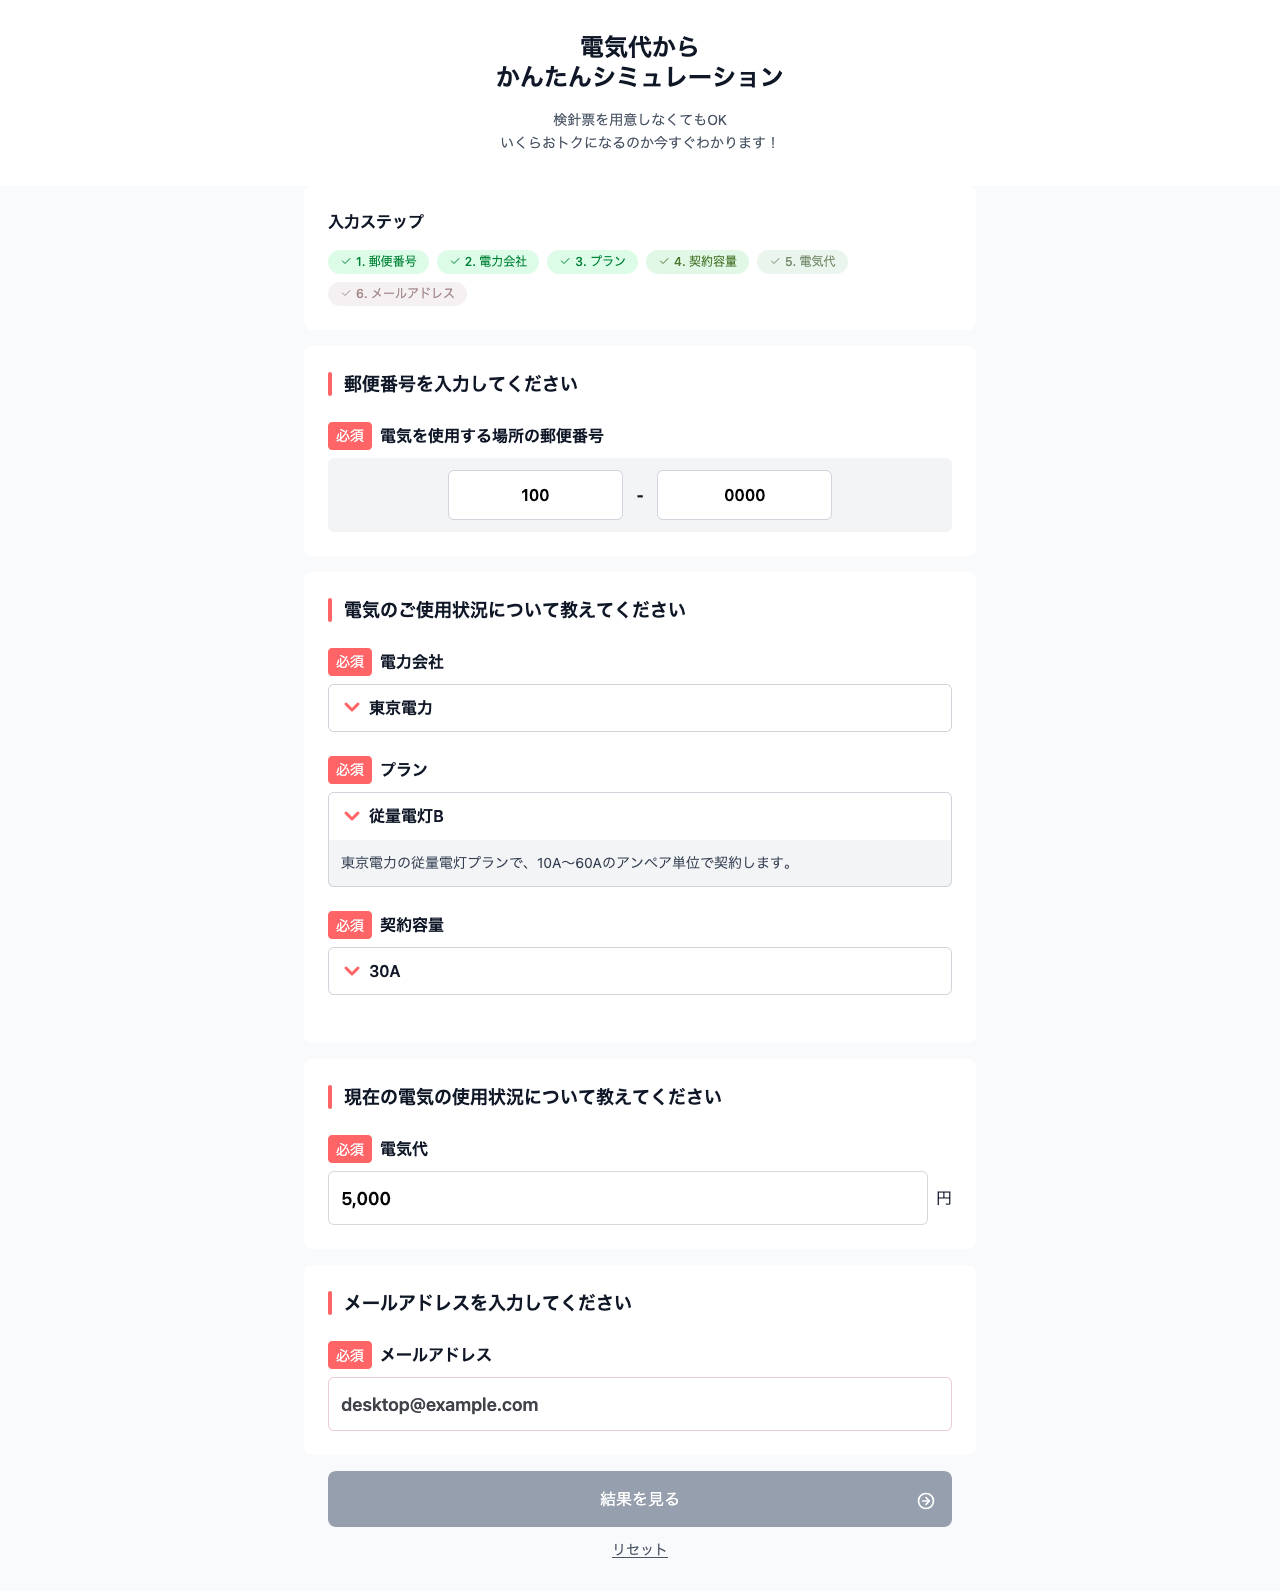 電気代から
かんたんシミュレーション
検針票を用意しなくてもOK
いくらおトクになるのか今すぐわかります！
入力ステップ
1. 郵便番号
2. 電力会社
3. プラン
4. 契約容量
5. 電気代
6. メールアドレス
郵便番号を入力してください
必須 電気を使用する場所の郵便番号
100 - 0000
電気のご使用状況について教えてください
必須 電力会社
東京電力
必須 プラン
従量電灯B
東京電力の従量電灯プランで、10A〜60Aのアンペア単位で契約します。
必須 契約容量
30A
現在の電気の使用状況について教えてください
必須 電気代
5,000 円
メールアドレスを入力してください
必須 メールアドレス
desktop@example.com
結果を見る
リセット